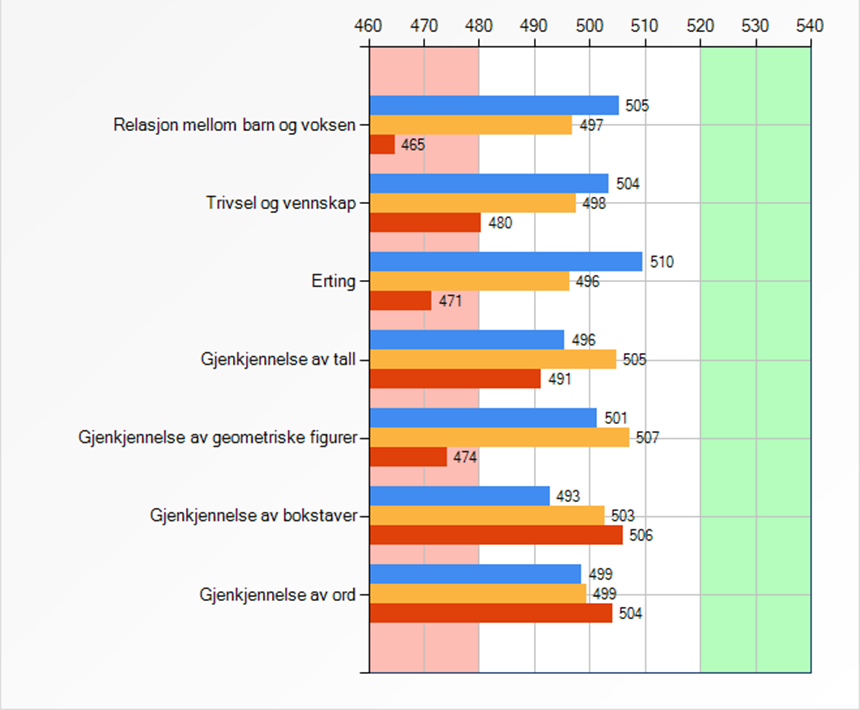 460 470 480 490 500 510 520 530 540
505
Relasjon mellom barn og voksen 497
465
504
Trivsel og vennskap 498
480
510
Erting 496
471
496
Gjenkjennelse av tall 505
491
501
Gjenkjennelse av geometriske figurer 507
474
493
Gjenkjennelse av bokstaver 503
506
499
Gjenkjennelse av ord 499
504